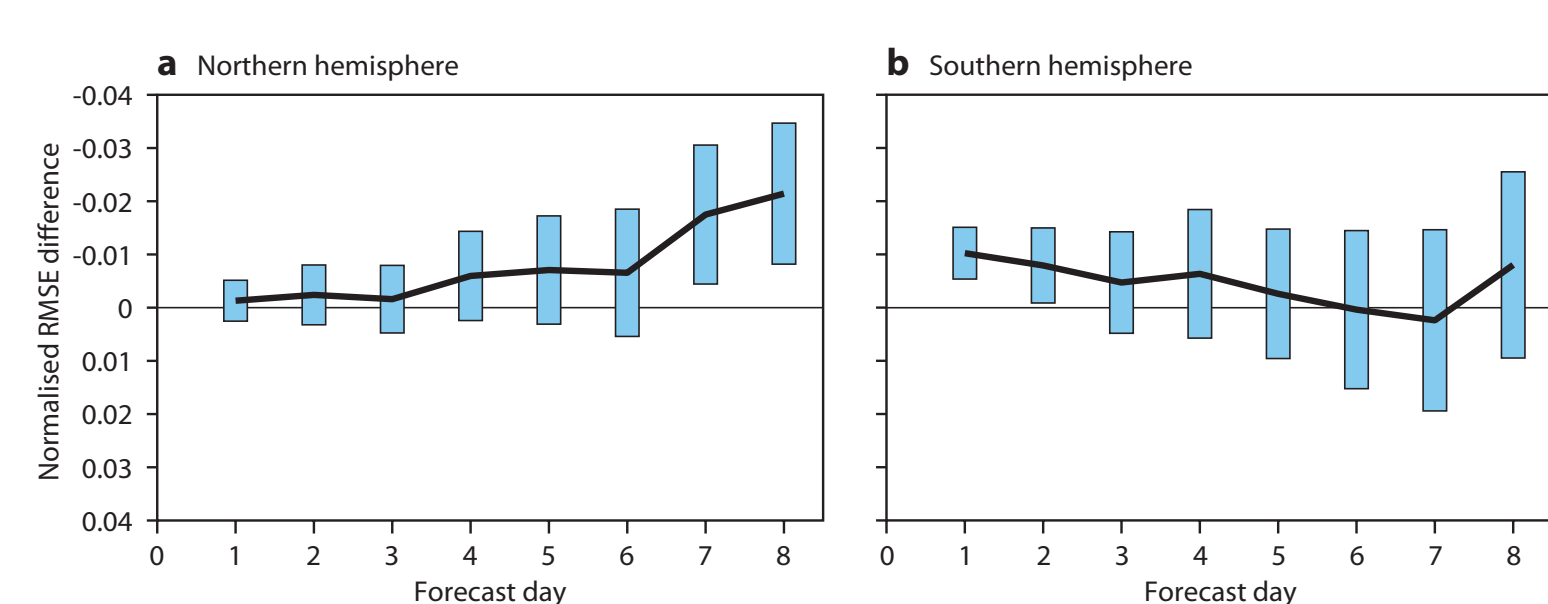 a Northern hemisphere
b Southern hemisphere
Normalised RMSE difference
-0.04
-0.03
-0.02
-0.01
0
0.01
0.02
0.03
0.04
0 1 2 3 4 5 6 7 8
0 1 2 3 4 5 6 7 8
Forecast day
Forecast day